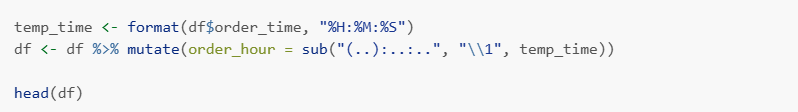 temp_time <- format(df$order_time, "%H:%M:%S")
df <- df %>% mutate(order_hour = sub("(..):..:..", "\\1", temp_time))
head(df)